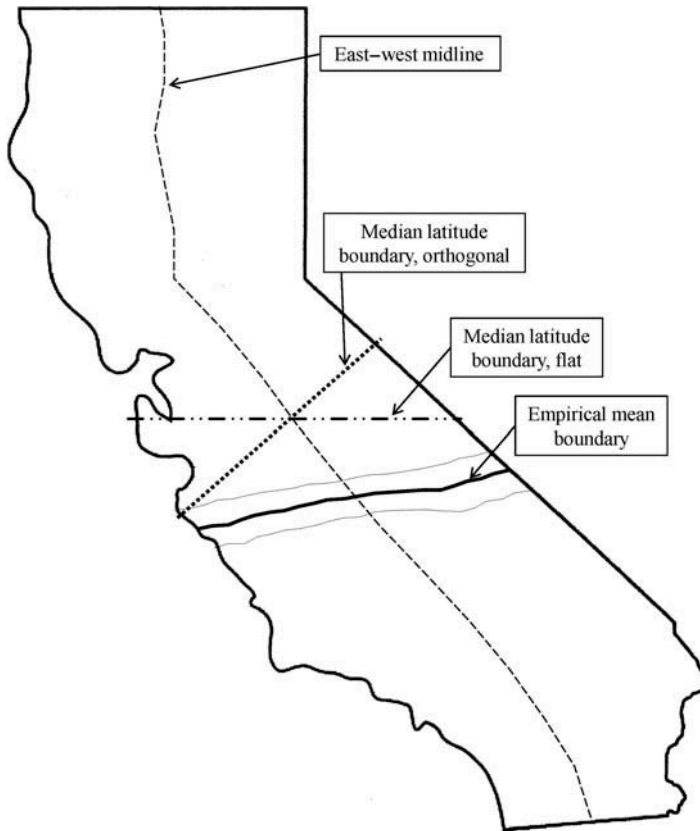 East–west midline
Median latitude
boundary, orthogonal
Median latitude
boundary, flat
Empirical mean
boundary